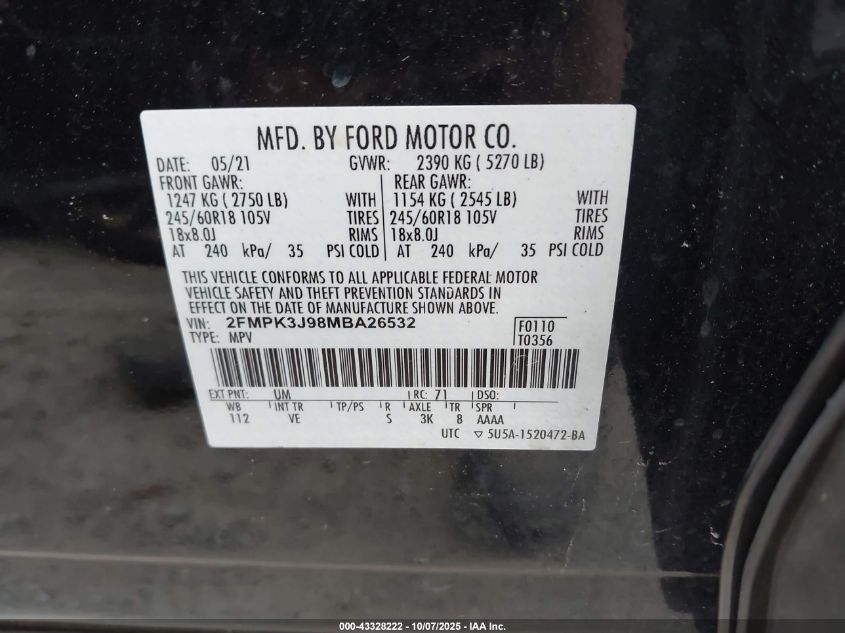 MFD. BY FORD MOTOR CO.
DATE: 05/21 GVWR: 2390 KG ( 5270 LB)
FRONT GAWR: REAR GAWR:
1247 KG ( 2750 LB) WITH 1154 KG ( 2545 LB) WITH
245/60R18 105V TIRES 245/60R18 105V TIRES
18x8.0J RIMS 18x8.0J RIMS
AT 240 kPa/ 35 PSI COLD AT 240 kPa/ 35 PSI COLD
THIS VEHICLE CONFORMS TO ALL APPLICABLE FEDERAL MOTOR
VEHICLE SAFETY AND THEFT PREVENTION STANDARDS IN
EFFECT ON THE DATE OF MANUFACTURE SHOWN ABOVE.
VIN: 2FMPK3J98MBA26532 F0110
TYPE: MPV T0356
EXT PNT: UM RC: 71 DSO:
WB INT TR TP/PS R AXLE TR SPR
112 VE S 3K 8 AAAA
UTC ▽ 5U5A-1520472-BA
000-43328222 - 10/07/2025 - IAA Inc.